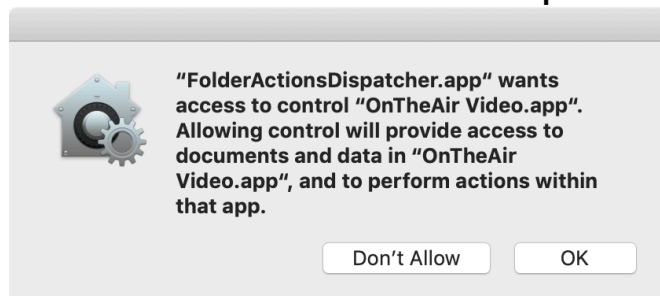 “FolderActionsDispatcher.app“ wants
access to control “OnTheAir Video.app“.
Allowing control will provide access to
documents and data in “OnTheAir
Video.app“, and to perform actions within
that app.
Don’t Allow
OK